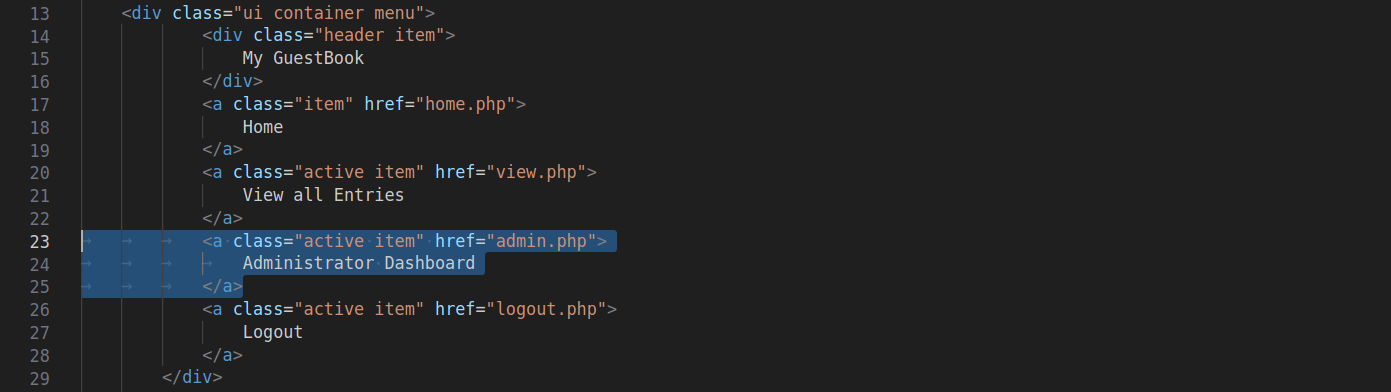 13 <div class="ui container menu">
14 <div class="header item">
15 My GuestBook
16 </div>
17 <a class="item" href="home.php">
18 Home
19 </a>
20 <a class="active item" href="view.php">
21 View all Entries
22 </a>
23 <a class="active item" href="admin.php">
24 Administrator Dashboard
25 </a>
26 <a class="active item" href="logout.php">
27 Logout
28 </a>
29 </div>